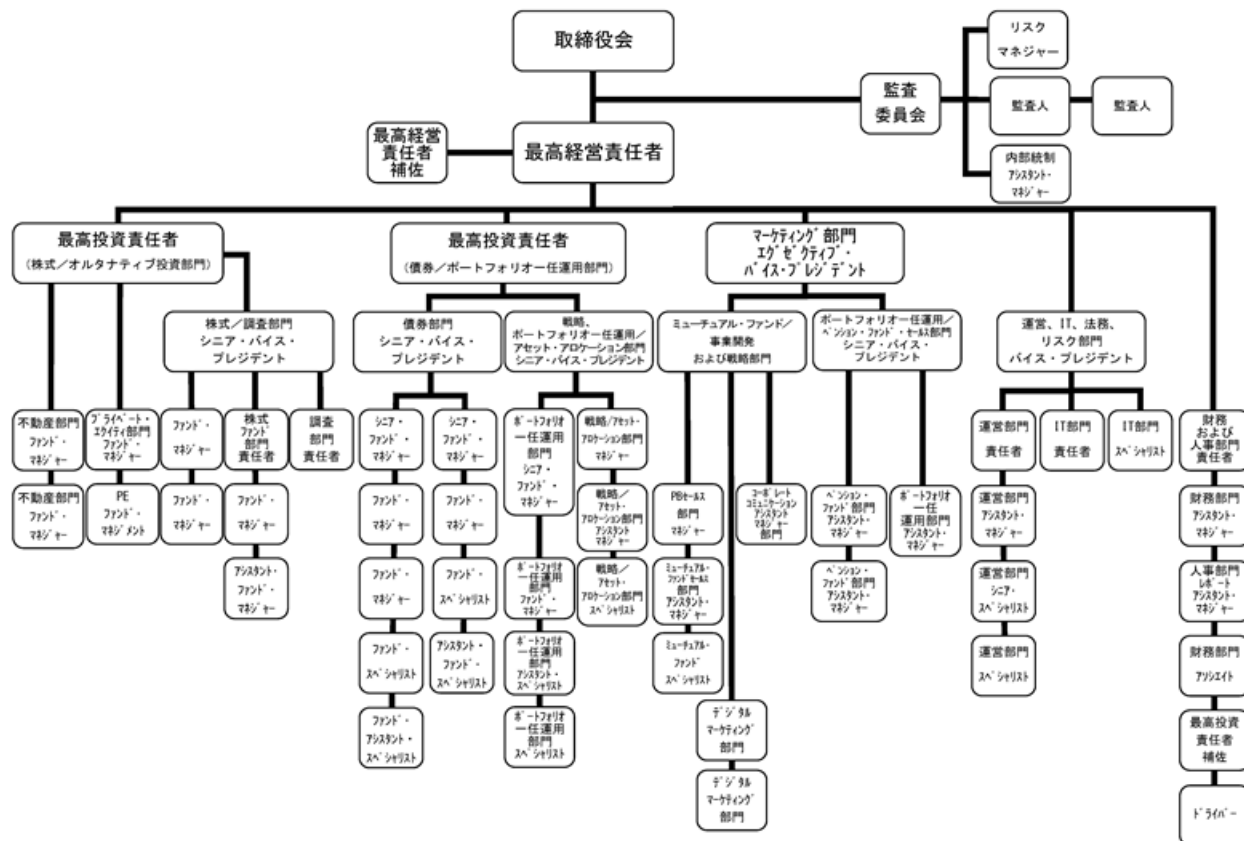 取締役会
リスク
マネジャー
監査
委員会
監査人
監査人
内部統制
アシスタント・
マネジャー
最高経営
責任者
補佐
最高経営責任者
最高投資責任者
(株式/オルタナティブ投資部門)
最高投資責任者
(債券/ポートフォリオ一任運用部門)
マーケティング部門
エグゼクティブ・
バイス・プレジデント
株式/調査部門
シニア・バイス・
プレジデント
債券部門
シニア・バイス・
プレジデント
戦略、
ポートフォリオ一任運用/
アセット・アロケーション部門
シニア・バイス・プレジデント
ミューチュアル・ファンド/
事業開発
および戦略部門
ポートフォリオ一任運用/
ペンション・ファンド・セールス部門
シニア・バイス・
プレジデント
運営、IT、法務、
リスク部門
バイス・プレジデント
不動産部門
ファンド・
マネジャー
プライベート・
エクイティ部門
ファンド・
マネジャー
ファンド・
マネジャー
株式
ファンド
部門
責任者
調査
部門
責任者
シニア・
ファンド・
マネジャー
シニア・
ファンド・
マネジャー
ポートフォリオ
一任運用
部門
シニア・
ファンド・
マネジャー
戦略/アセット・
アロケーション部門
マネジャー
運営部門
責任者
IT部門
責任者
IT部門
スペシャリスト
財務
および
人事部門
責任者
不動産部門
ファンド・
マネジャー
PE
ファンド・
マネジメント
ファンド・
マネジャー
ファンド・
マネジャー
ファンド・
マネジャー
ファンド・
マネジャー
戦略/
アセット・
アロケーション部門
アシスタント
マネジャー
PBセールス
部門
マネジャー
コーポレート
コミュニケーション
アシスタント
マネジャー
部門
ペンション・
ファンド部門
アシスタント・
マネジャー
ポートフォリオ
一任
運用部門
アシスタント・
マネジャー
運営部門
アシスタント・
マネジャー
財務部門
アシスタント・
マネジャー
アシスタント・
ファンド・
マネジャー
ファンド・
マネジャー
ファンド・
スペシャリスト
ポートフォリオ
一任運用
部門
ファンド・
マネジャー
戦略/
アセット・
アロケーション部門
スペシャリスト
ミューチュアル・
ファンドセールス
部門
アシスタント・
マネジャー
ペンション・
ファンド部門
アシスタント・
マネジャー
運営部門
シニア・
スペシャリスト
人事部門
レポート
アシスタント・
マネジャー
ファンド・
スペシャリスト
アシスタント・
ファンド・
スペシャリスト
ポートフォリオ
一任運用
部門
アシスタント・
スペシャリスト
ミューチュアル・
ファンド
スペシャリスト
運営部門
スペシャリスト
財務部門
アソシエイト
ファンド・
アシスタント・
スペシャリスト
ポートフォリオ
一任運用
部門
スペシャリスト
デジタル
マーケティング
部門
最高投資
責任者
補佐
デジタル
マーケティング
部門
ドライバー